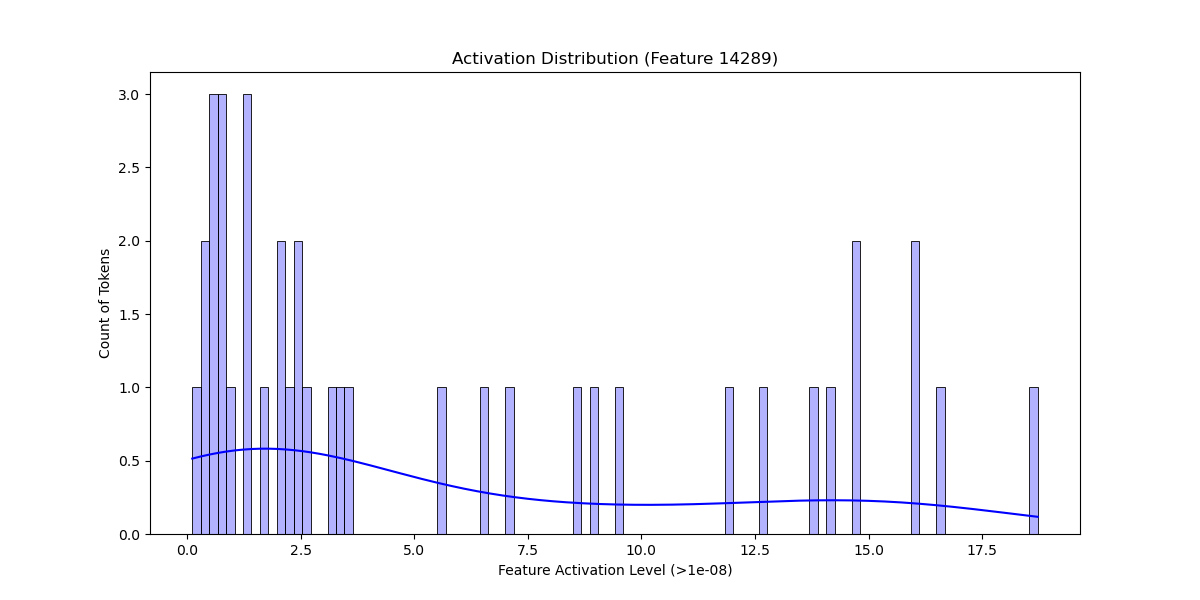 Activation Distribution (Feature 14289)
3.0
2.5
2.0
1.5
1.0
0.5
0.0
Count of Tokens
0.0 2.5 5.0 7.5 10.0 12.5 15.0 17.5
Feature Activation Level (>1e-08)